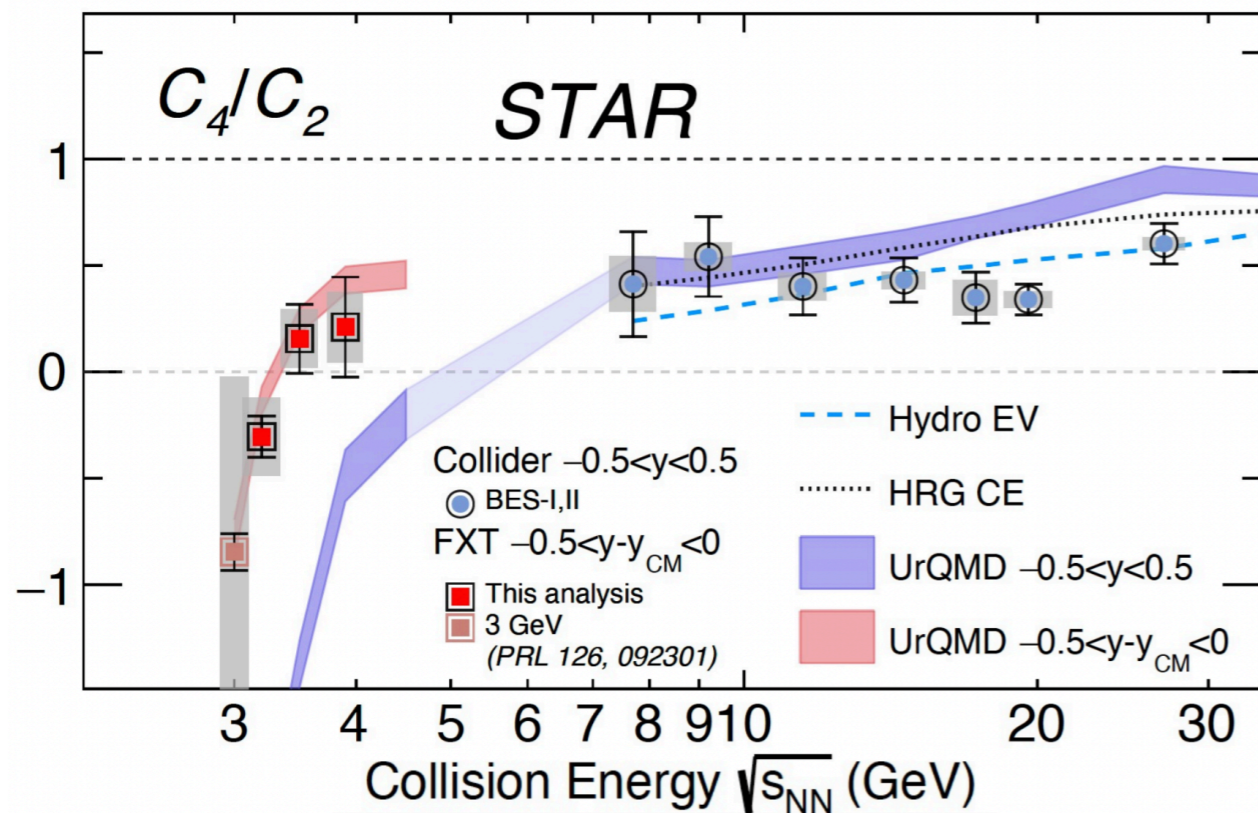 C4/C2
STAR
1
0
−1
Collider −0.5<y<0.5
BES-I,II
FXT −0.5<y-yCM<0
This analysis
3 GeV
(PRL 126, 092301)
Hydro EV
HRG CE
UrQMD −0.5<y<0.5
UrQMD −0.5<y-yCM<0
3 4 5 6 7 8 9 10 20 30
Collision Energy √sNN (GeV)